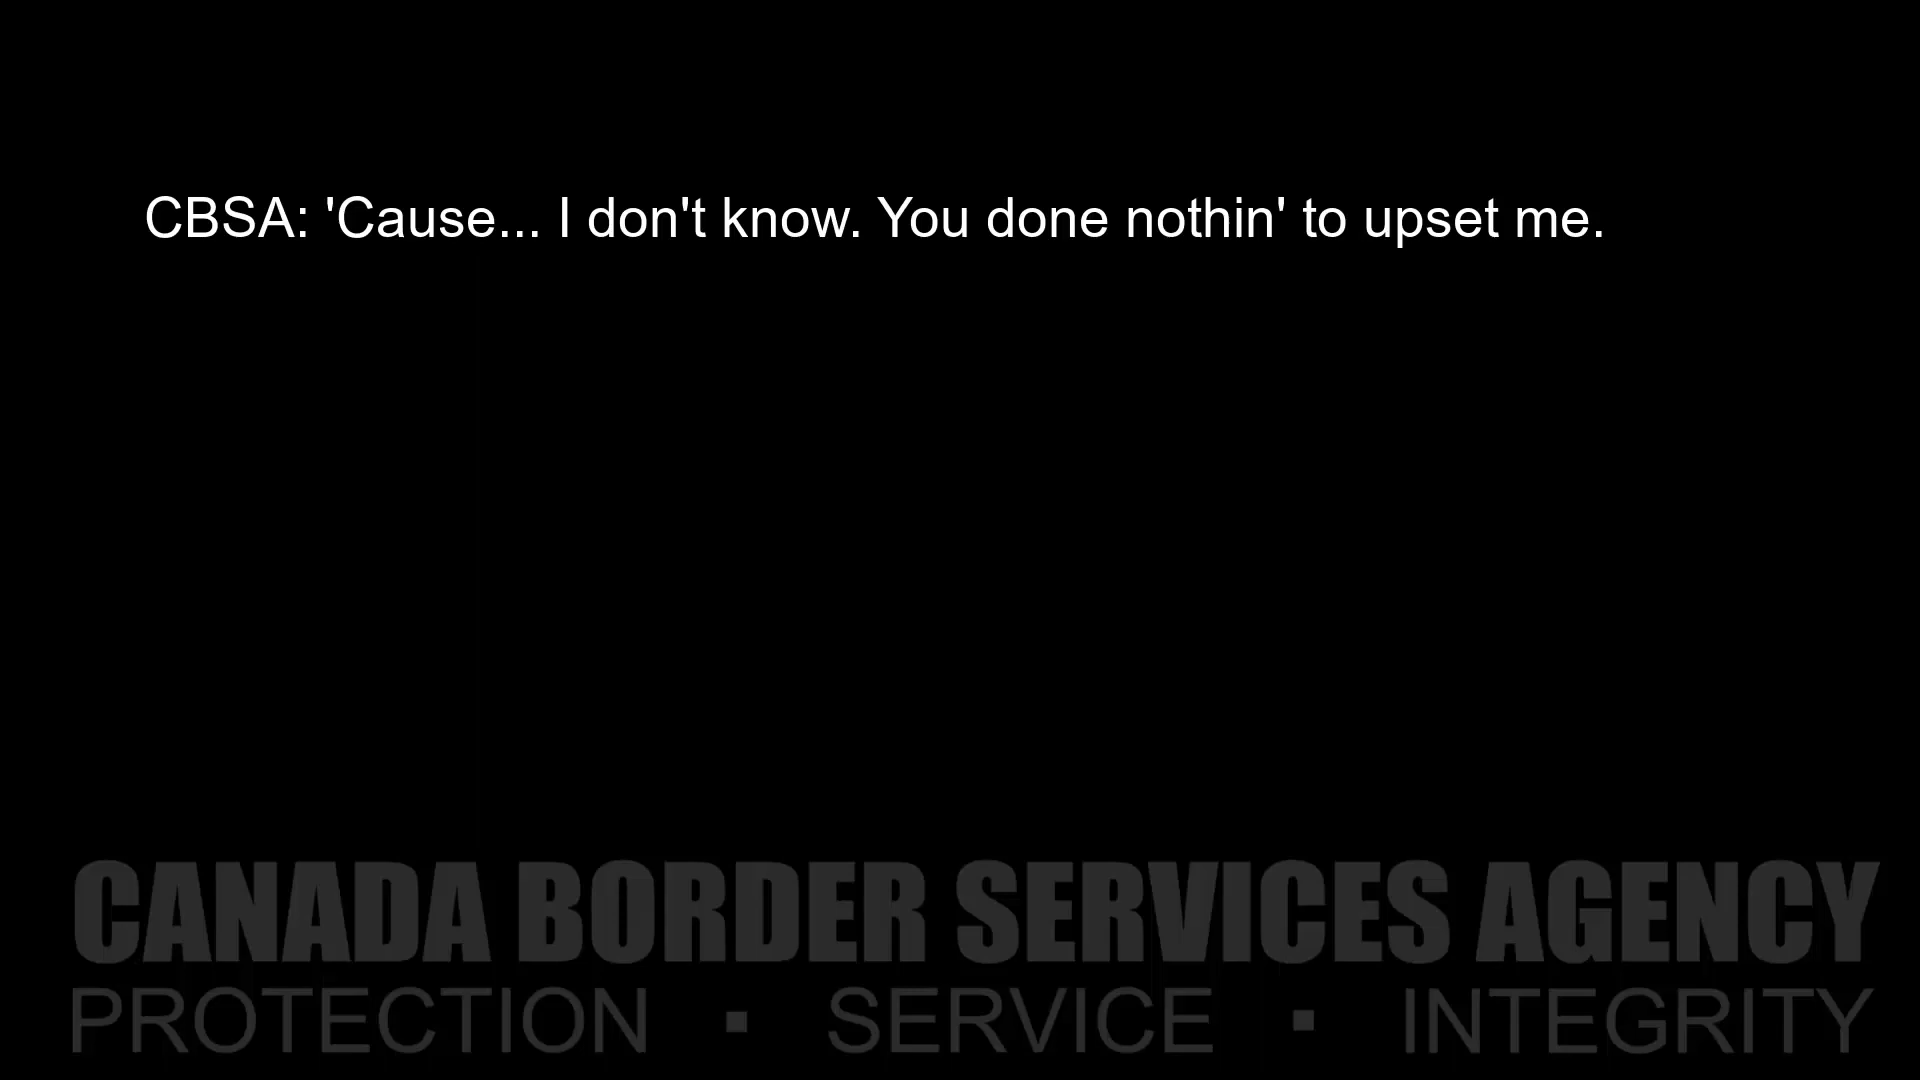 CBSA: 'Cause... I don't know. You done nothin' to upset me.
CANADA BORDER SERVICES AGENCY
PROTECTION ▪ SERVICE ▪ INTEGRITY